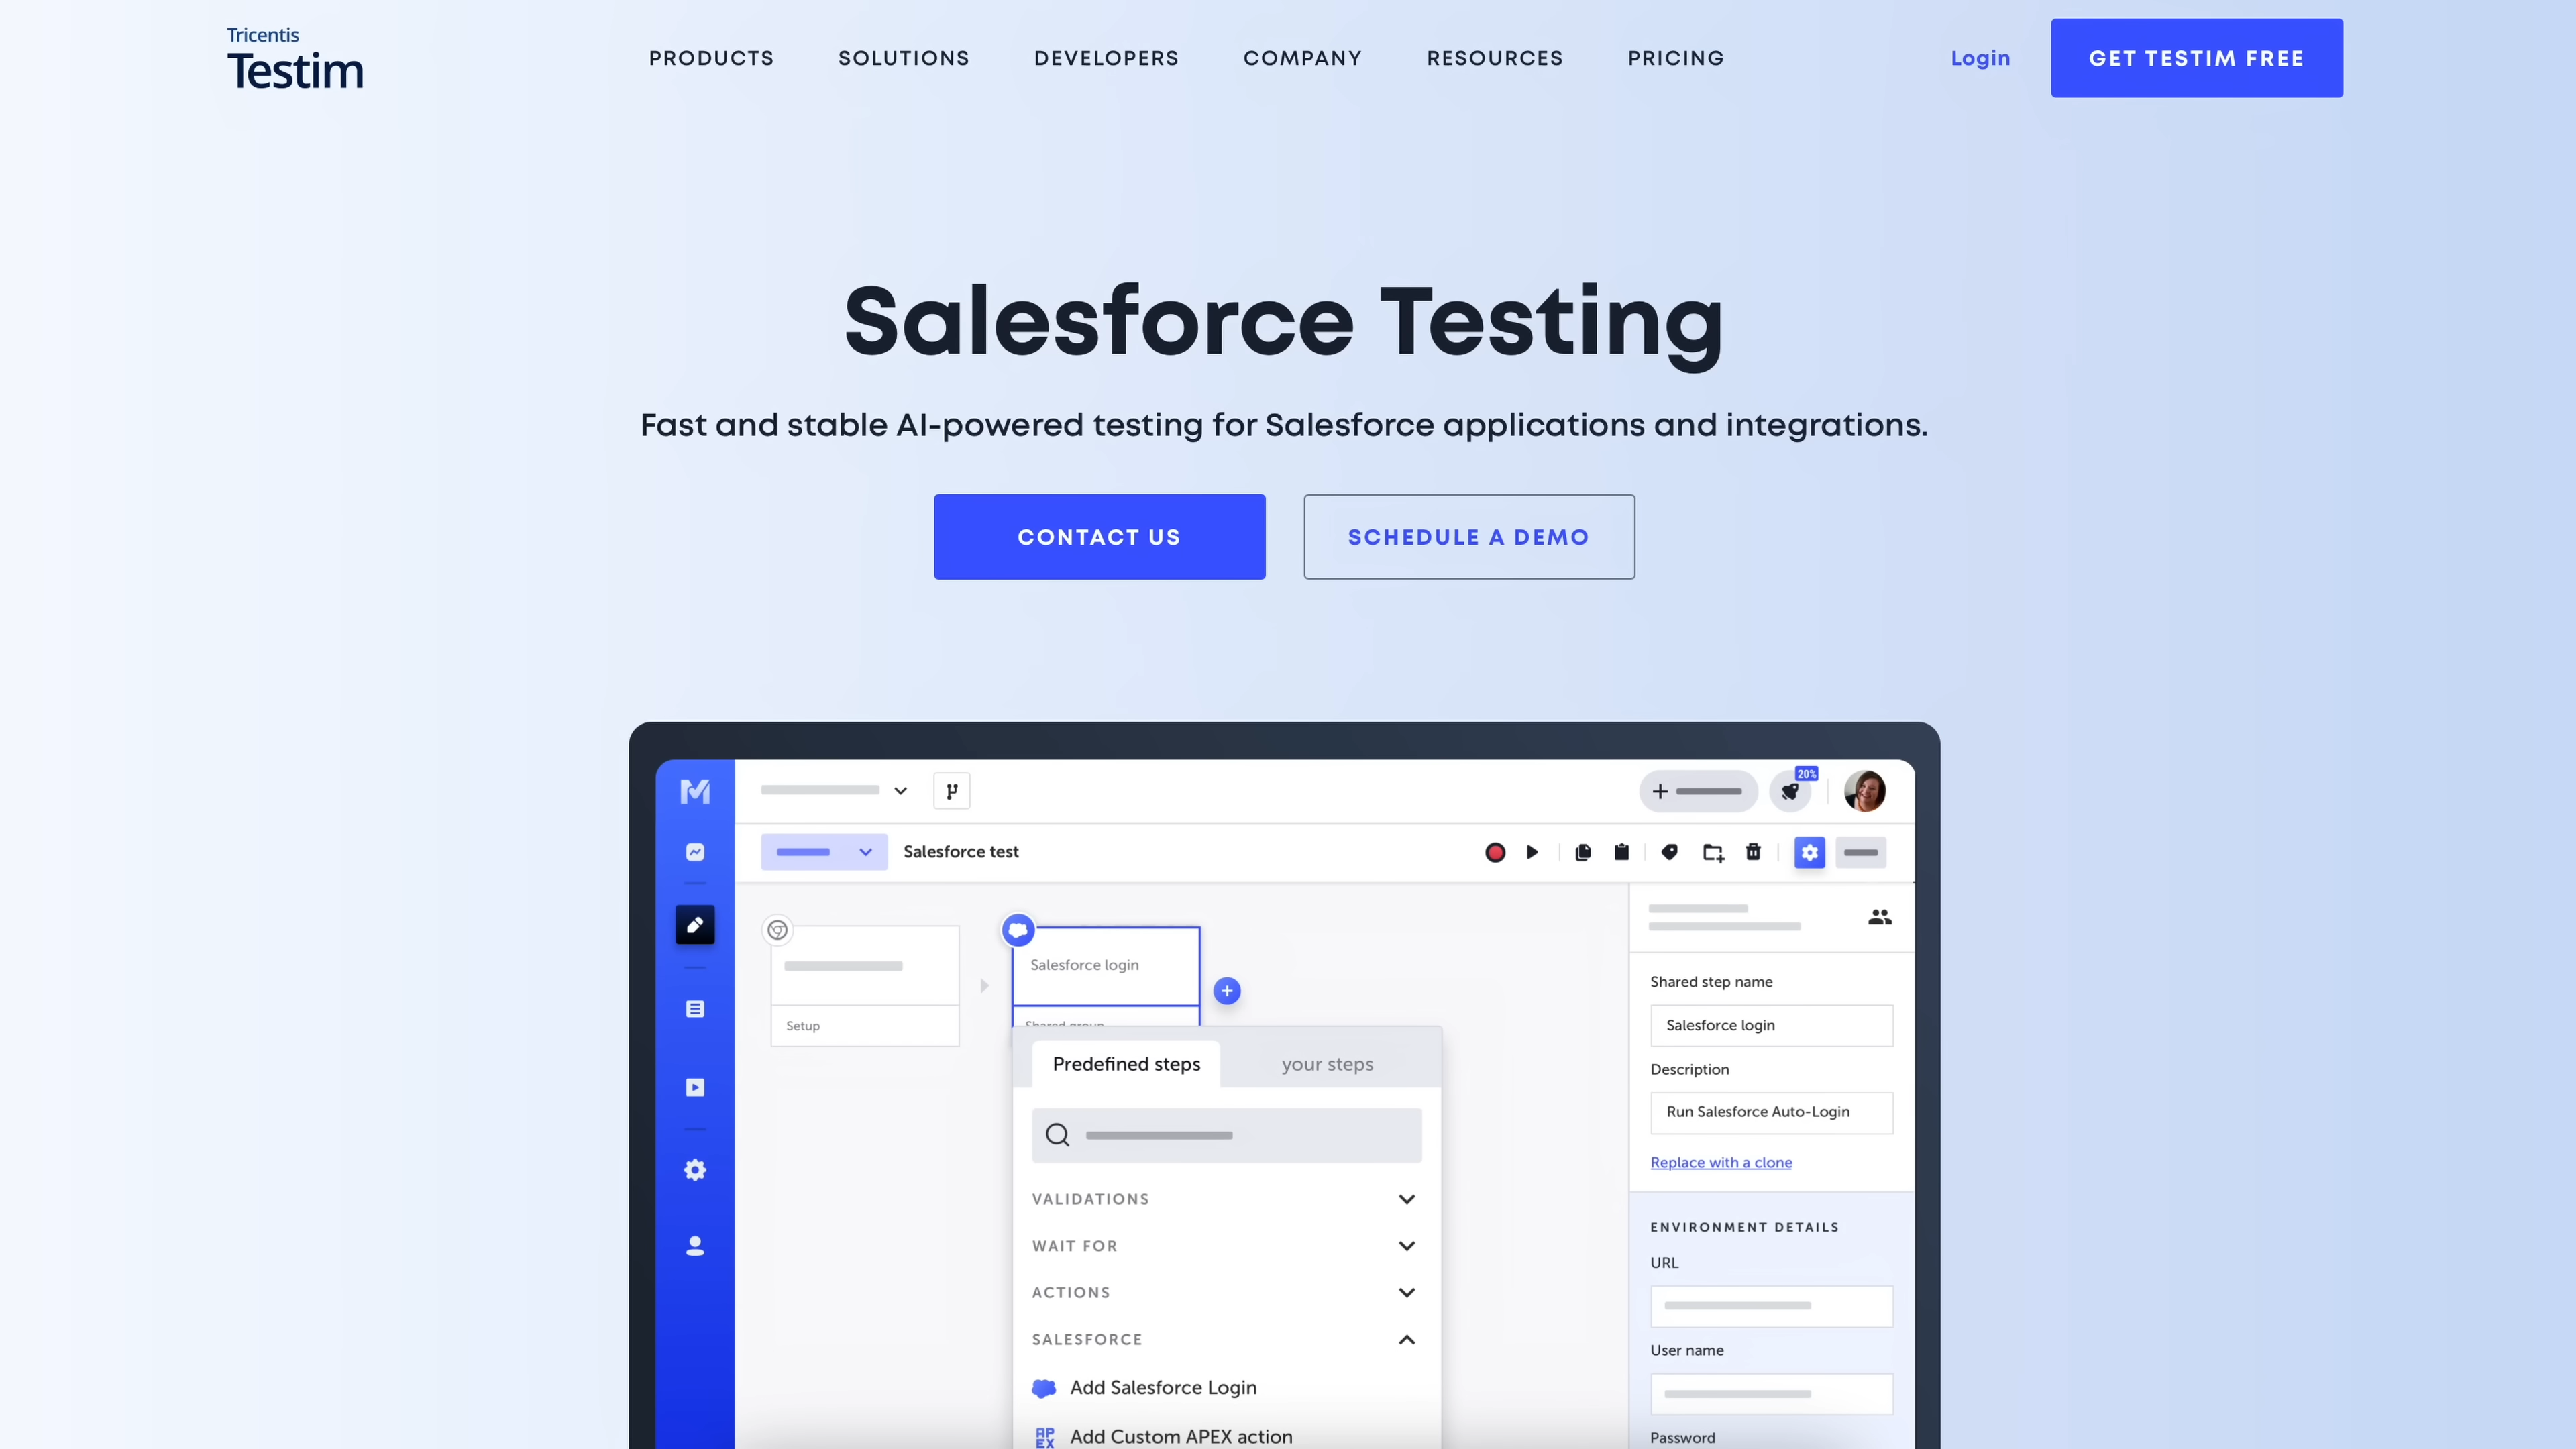 Tricentis
Testim
PRODUCTS
SOLUTIONS
DEVELOPERS
COMPANY
RESOURCES
PRICING
Login
GET TESTIM FREE
Salesforce Testing
Fast and stable AI-powered testing for Salesforce applications and integrations.
CONTACT US
SCHEDULE A DEMO
20%
Salesforce test
Salesforce login
Setup
Shared group
Predefined steps
your steps
VALIDATIONS
WAIT FOR
ACTIONS
SALESFORCE
Add Salesforce Login
APEX
Add Custom APEX action
Shared step name
Salesforce login
Description
Run Salesforce Auto-Login
Replace with a clone
ENVIRONMENT DETAILS
URL
User name
Password